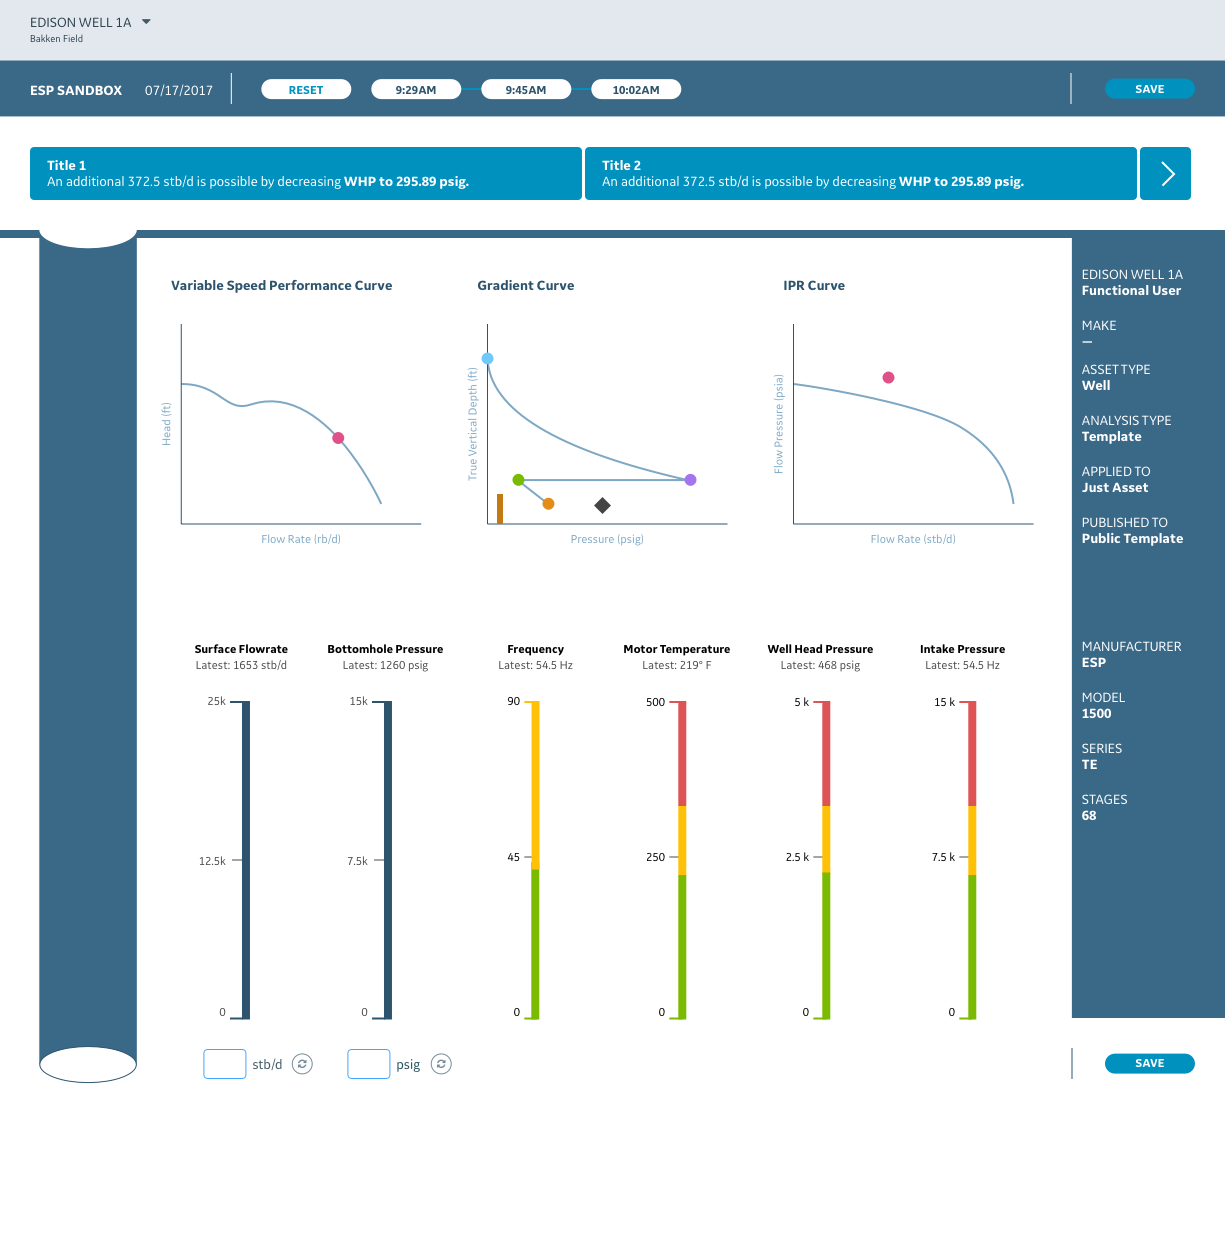 EDISON WELL 1A
Bakken Field
ESP SANDBOX 07/17/2017 RESET 9:29AM 9:45AM 10:02AM SAVE
Title 1
An additional 372.5 stb/d is possible by decreasing WHP to 295.89 psig.
Title 2
An additional 372.5 stb/d is possible by decreasing WHP to 295.89 psig.
Variable Speed Performance Curve
Head (ft)
Flow Rate (rb/d)
Gradient Curve
True Vertical Depth (ft)
Pressure (psig)
IPR Curve
Flow Pressure (psia)
Flow Rate (stb/d)
EDISON WELL 1A
Functional User
MAKE
—
ASSET TYPE
Well
ANALYSIS TYPE
Template
APPLIED TO
Just Asset
PUBLISHED TO
Public Template
MANUFACTURER
ESP
MODEL
1500
SERIES
TE
STAGES
68
Surface Flowrate
Latest: 1653 stb/d
25k
12.5k
0
stb/d
Bottomhole Pressure
Latest: 1260 psig
15k
7.5k
0
psig
Frequency
Latest: 54.5 Hz
90
45
0
Motor Temperature
Latest: 219° F
500
250
0
Well Head Pressure
Latest: 468 psig
5 k
2.5 k
0
Intake Pressure
Latest: 54.5 Hz
15 k
7.5 k
0
SAVE